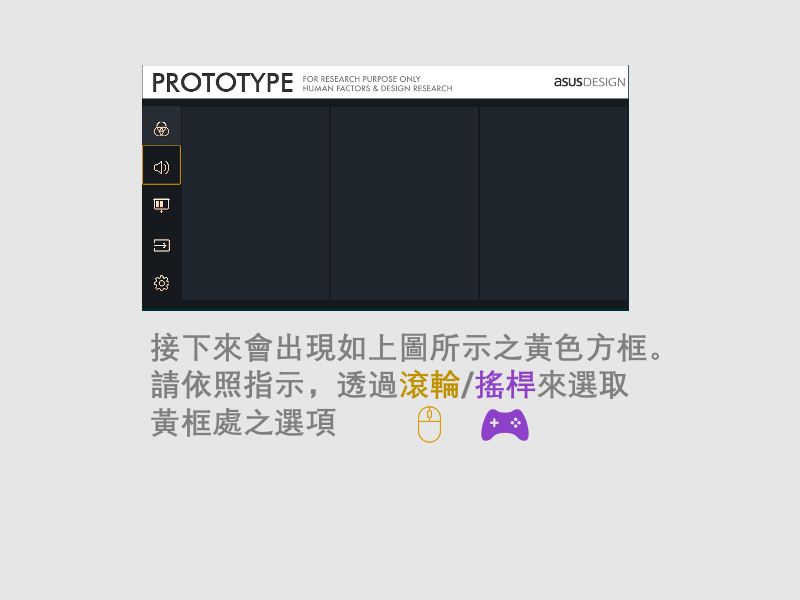 PROTOTYPE
FOR RESEARCH PURPOSE ONLY
HUMAN FACTORS & DESIGN RESEARCH
asusDESIGN
接下來會出現如上圖所示之黃色方框。
請依照指示，透過滾輪/搖桿來選取
黃框處之選項